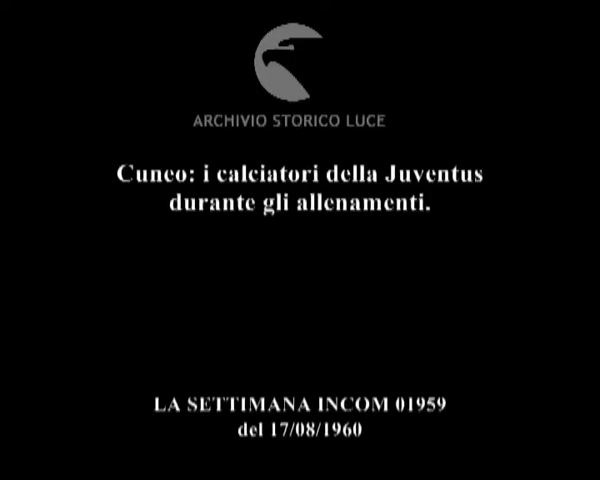 ARCHIVIO STORICO LUCE
Cuneo: i calciatori della Juventus
durante gli allenamenti.
LA SETTIMANA INCOM 01959
del 17/08/1960